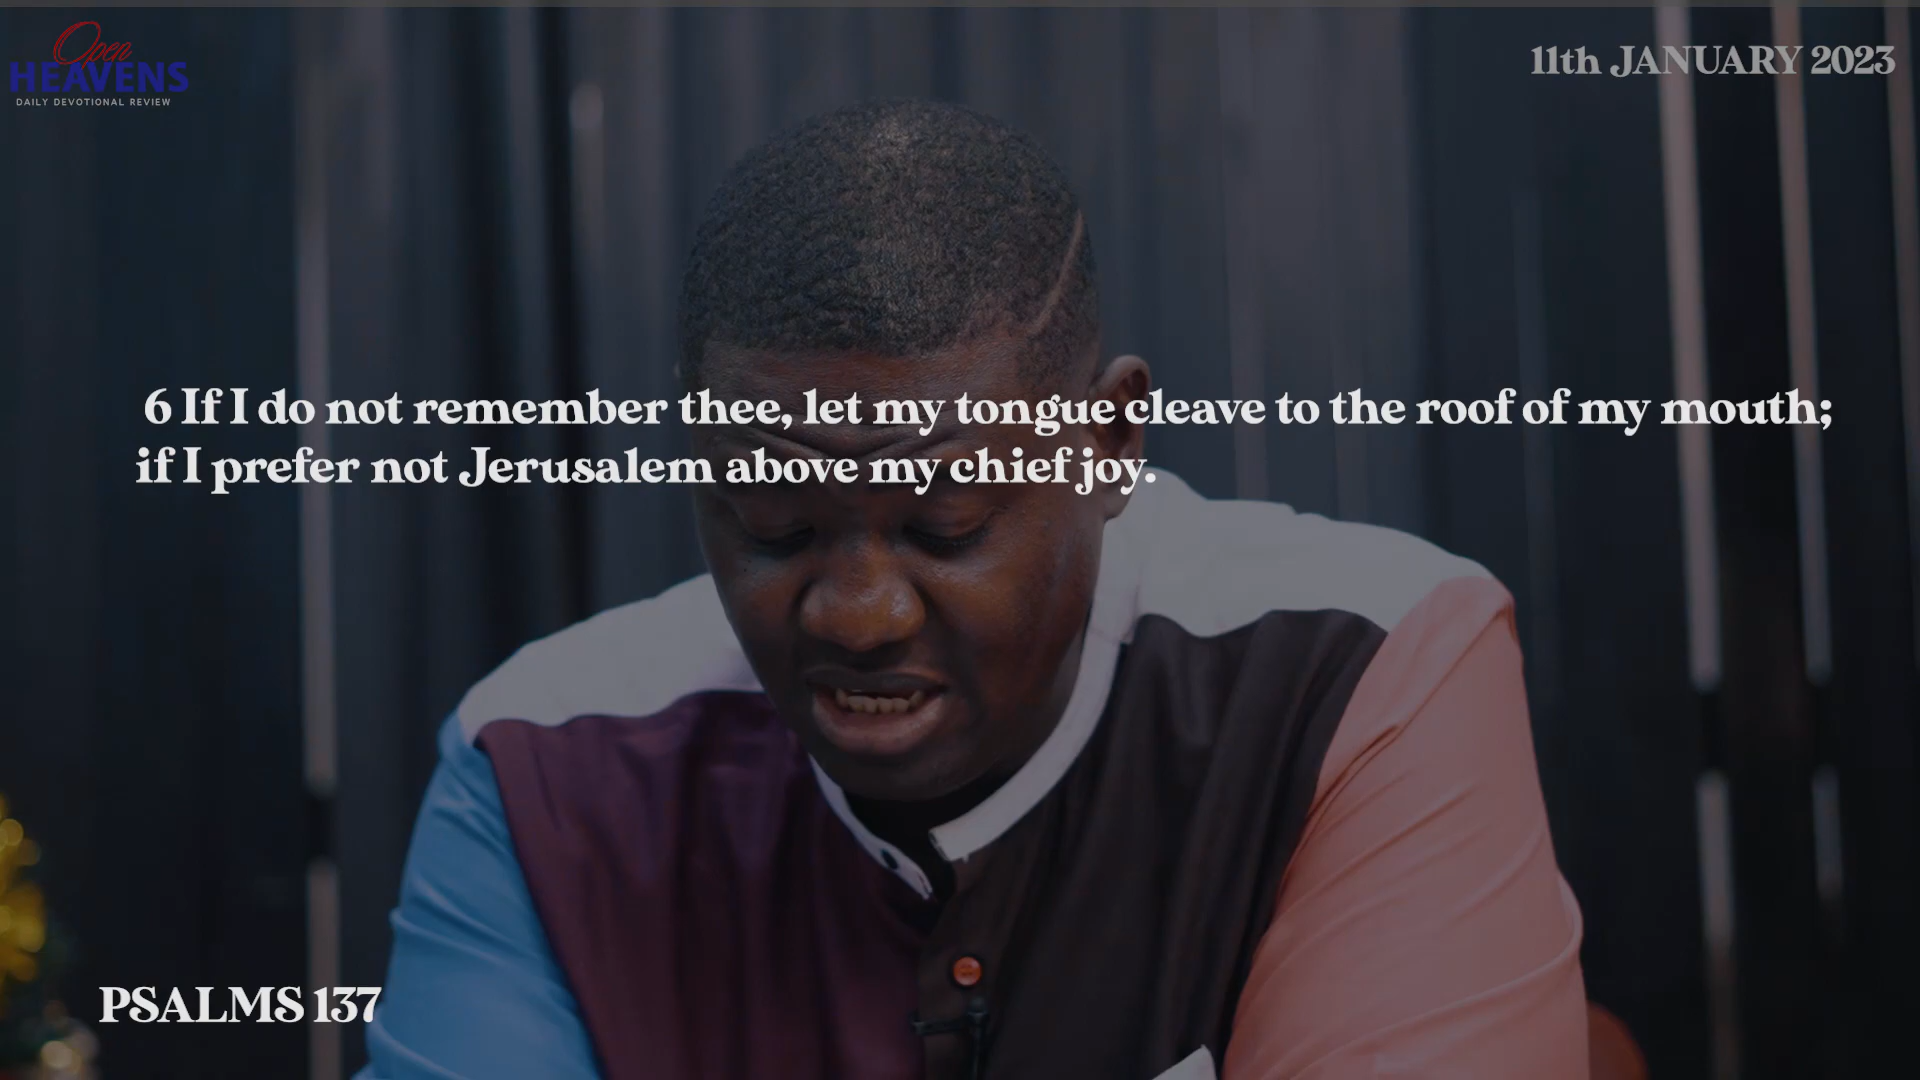 Open
HEAVENS
DAILY DEVOTIONAL REVIEW
11th JANUARY 2023
6 If I do not remember thee, let my tongue cleave to the roof of my mouth;
if I prefer not Jerusalem above my chief joy.
PSALMS 137